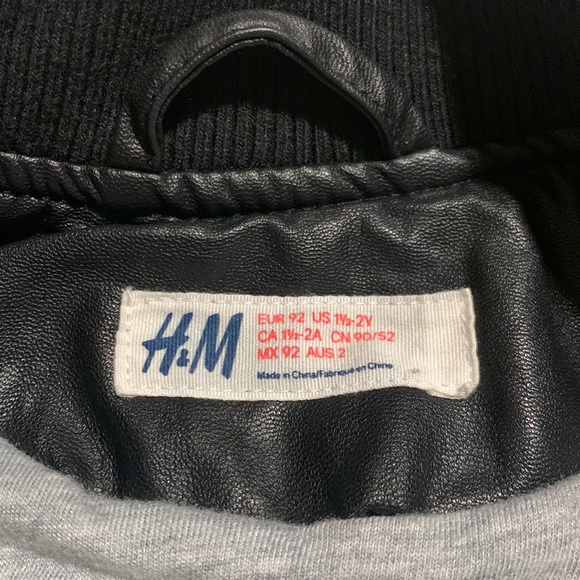 H&M
EUR 92 US 1½-2Y
CA 1½-2A CN 90/52
MX 92 AUS 2
Made in China/Fabriqué en Chine